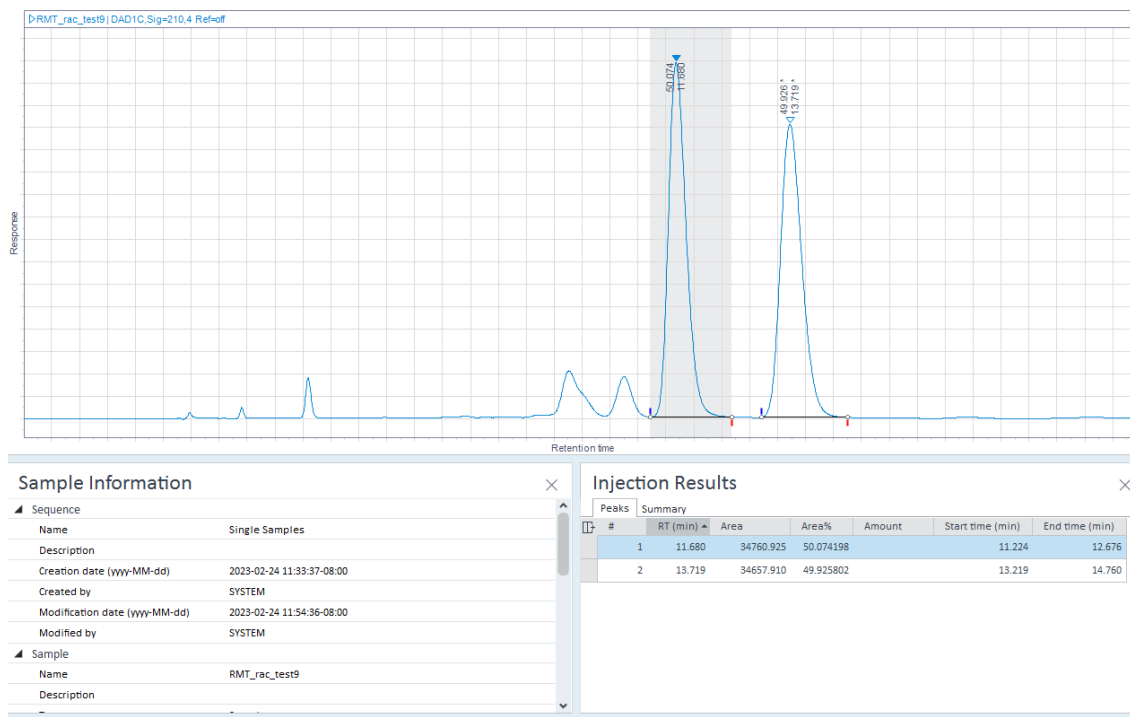 RMT_rac_test9|DAD1C,Sig=210,4 Ref=off
50.074
11.680
49.926 *
13.719 *
Response
Retention time
Sample Information
Sequence
Name Single Samples
Description
Creation date (yyyy-MM-dd) 2023-02-24 11:33:37-08:00
Created by SYSTEM
Modification date (yyyy-MM-dd) 2023-02-24 11:54:36-08:00
Modified by SYSTEM
Sample
Name RMT_rac_test9
Description
Injection Results
Peaks Summary
# RT (min) Area Area% Amount Start time (min) End time (min)
1 11.680 34760.925 50.074198 11.224 12.676
2 13.719 34657.910 49.925802 13.219 14.760